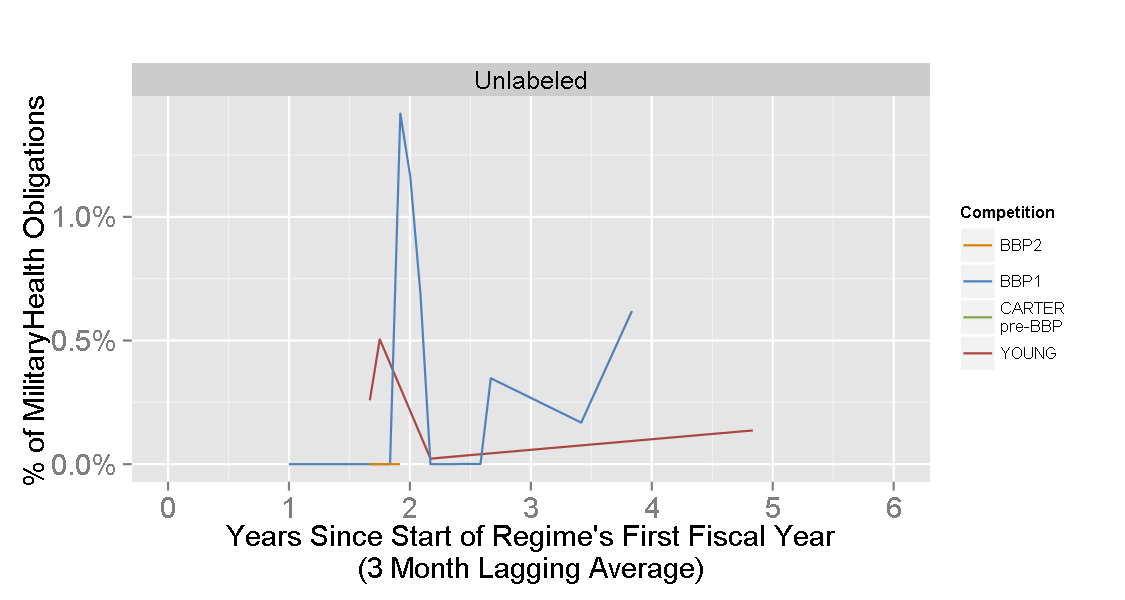 Unlabeled
% of MilitaryHealth Obligations
1.0%
0.5%
0.0%
0 1 2 3 4 5 6
Years Since Start of Regime's First Fiscal Year
(3 Month Lagging Average)
Competition
BBP2
BBP1
CARTER
pre-BBP
YOUNG